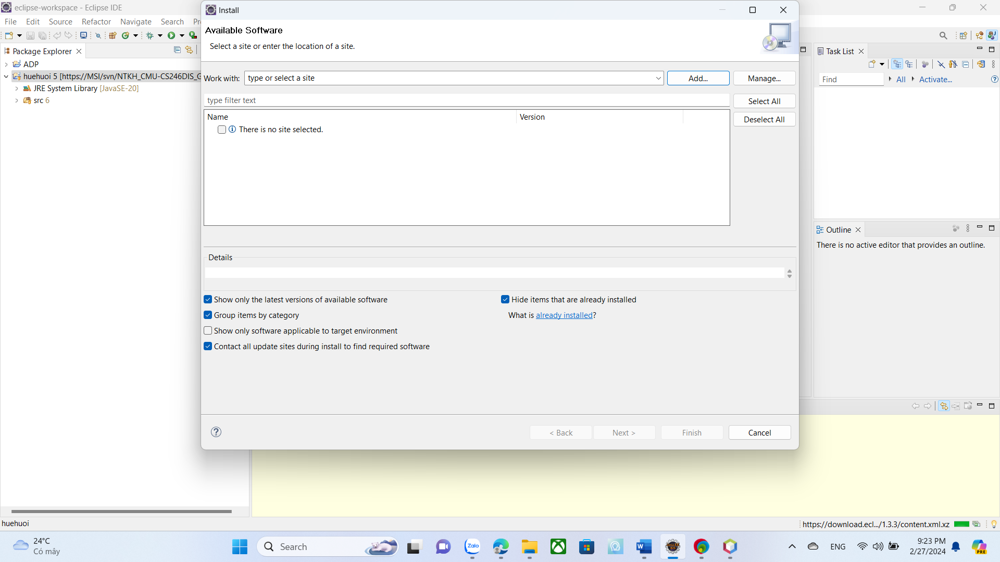 eclipse-workspace - Eclipse IDE
File Edit Source Refactor Navigate Search Pr
Package Explorer
ADP
huehuoi 5 [https://MSI/svn/NTKH_CMU-CS246DIS_G
JRE System Library [JavaSE-20]
src 6
Install
Available Software
Select a site or enter the location of a site.
Work with: type or select a site Add... Manage...
type filter text
Select All
Deselect All
Name Version
There is no site selected.
Details
Show only the latest versions of available software
Hide items that are already installed
Group items by category
What is already installed?
Show only software applicable to target environment
Contact all update sites during install to find required software
? < Back Next > Finish Cancel
Task List
Find All Activate...
Outline
There is no active editor that provides an outline.
huehuoi
https://download.ecl.../1.3.3/content.xml.xz
24°C
Có mây
Search
Zalo
W
IDE
ENG
9:23 PM
2/27/2024
PRE